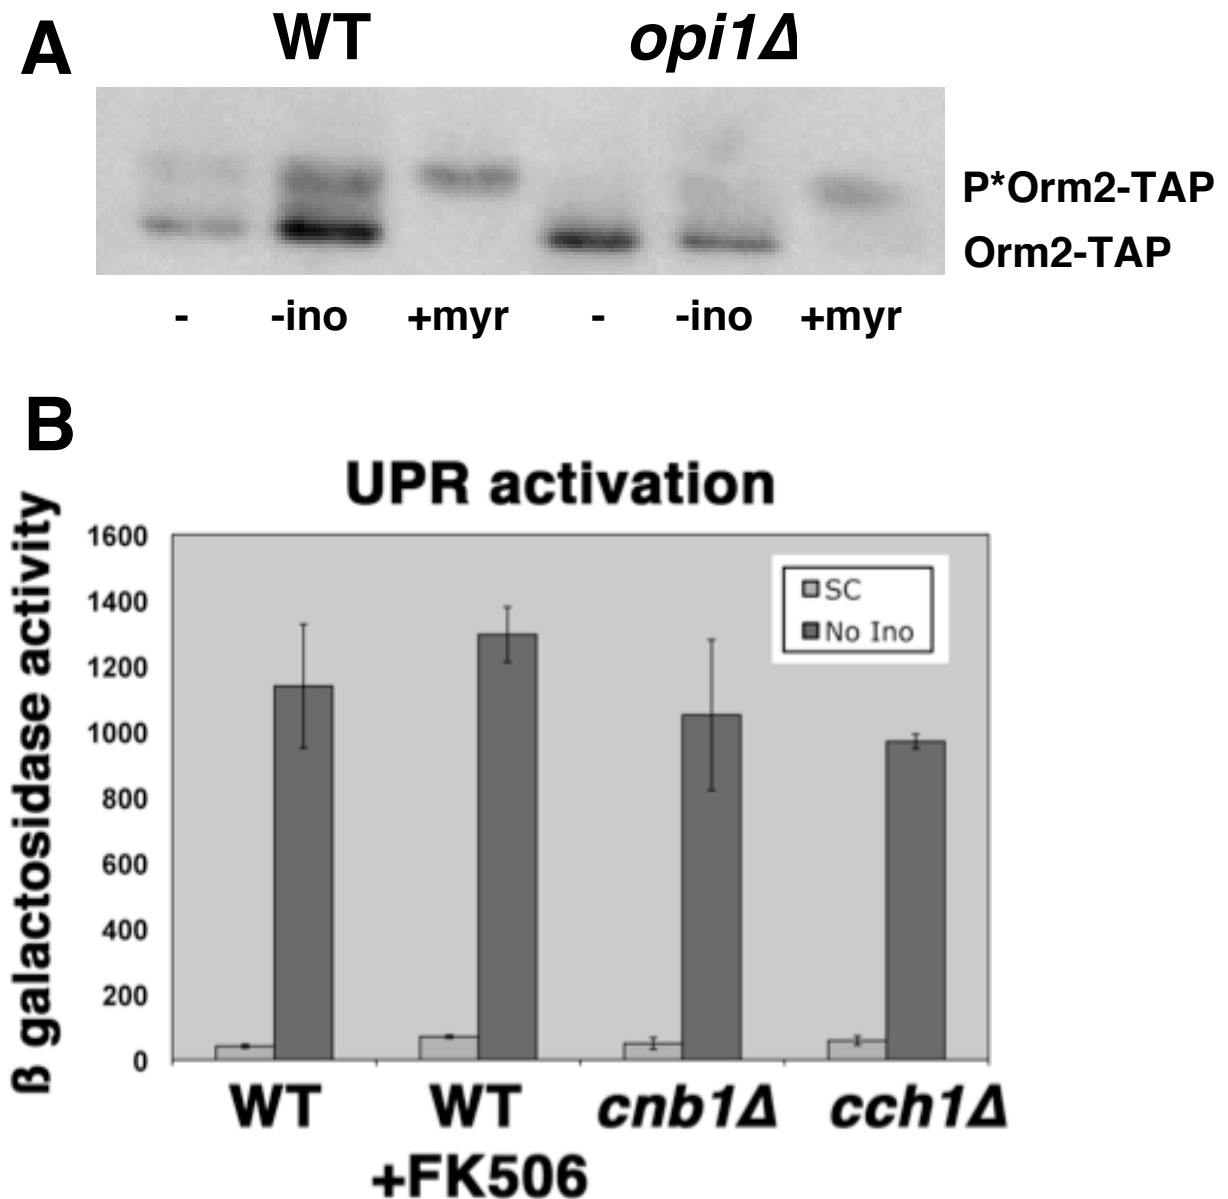 A
WT opi1Δ
P*Orm2-TAP
Orm2-TAP
- -ino +myr - -ino +myr
B
UPR activation
ß galactosidase activity
1600
1400
1200
1000
800
600
400
200
0
SC
No Ino
WT WT cnb1Δ cch1Δ
+FK506